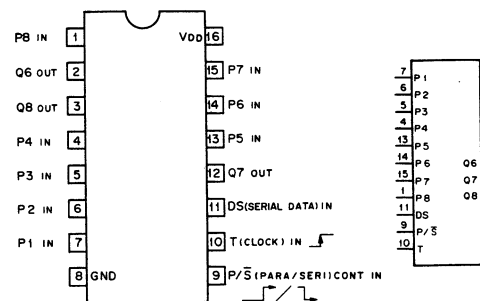 P8 IN 1 VDD 16
Q6 OUT 2 15 P7 IN
Q8 OUT 3 14 P6 IN
P4 IN 4 13 P5 IN
P3 IN 5 12 Q7 OUT
P2 IN 6 11 DS(SERIAL DATA)IN
P1 IN 7 10 T(CLOCK) IN
8 GND 9 P/S̅(PARA/SERI)CONT IN
7 P1
6 P2
5 P3
4 P4
13 P5
14 P6 Q6
15 P7 Q7
1 P8 Q8
11 DS
9 P/S̅
10 T